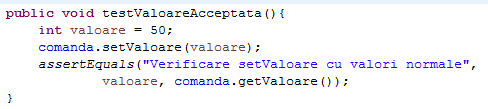 public void testValoareAcceptata(){
int valoare = 50;
comanda.setValoare(valoare);
assertEquals("Verificare setValoare cu valori normale",
valoare, comanda.getValoare());
}